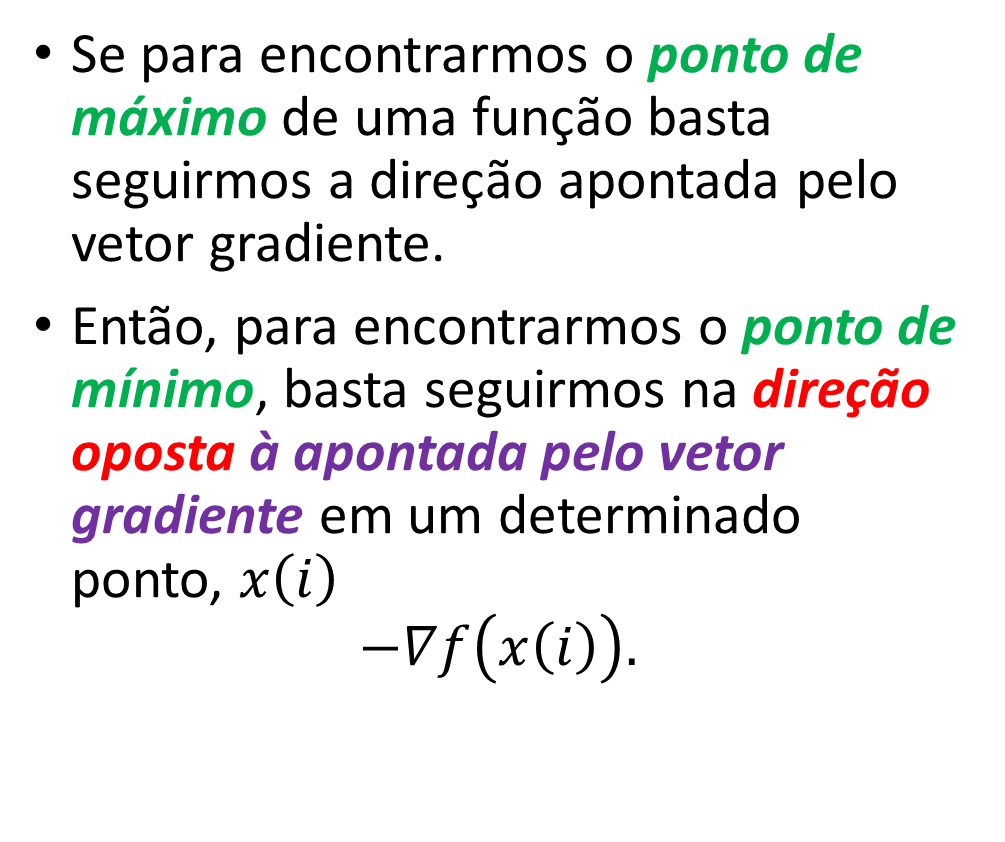 • Se para encontrarmos o ponto de
máximo de uma função basta
seguirmos a direção apontada pelo
vetor gradiente.
• Então, para encontrarmos o ponto de
mínimo, basta seguirmos na direção
oposta à apontada pelo vetor
gradiente em um determinado
ponto, 𝑥(𝑖)
−∇𝑓(𝑥(𝑖)).